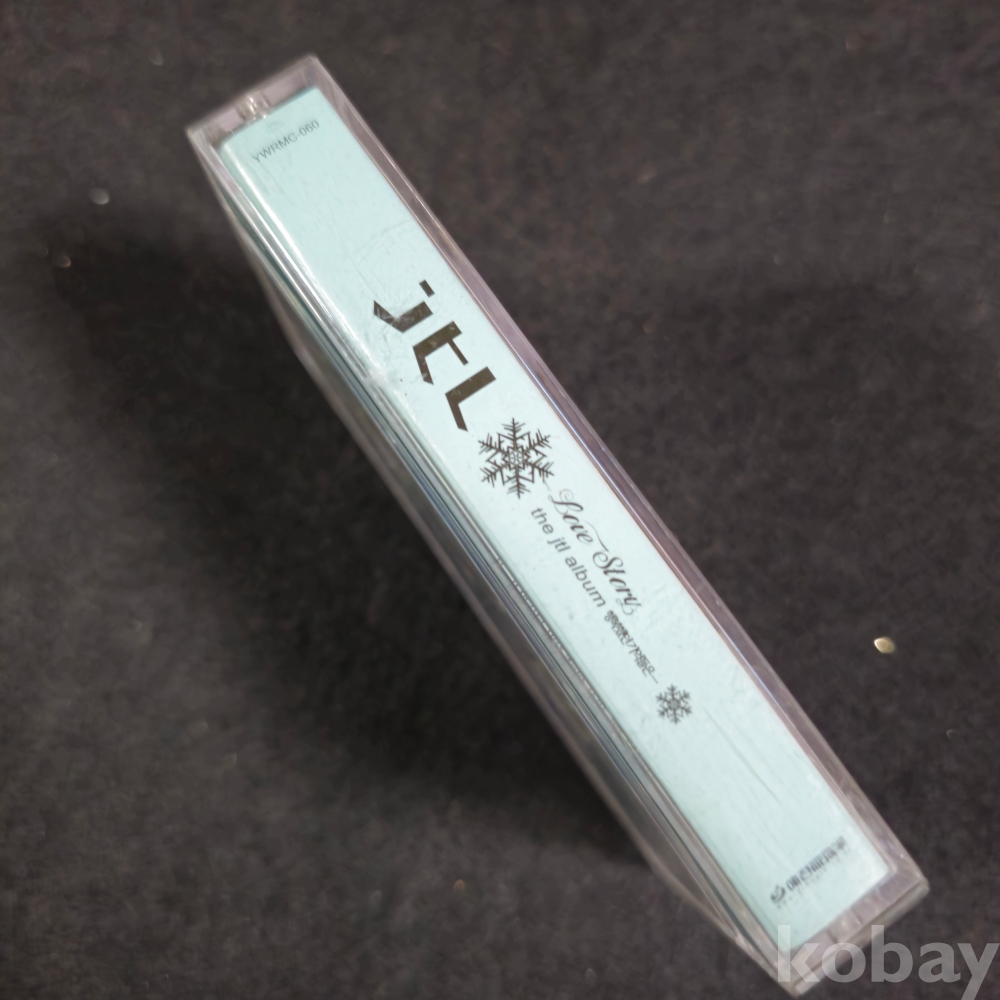 YWRMC-060
jtl
Love Story
the jtl album
kobay